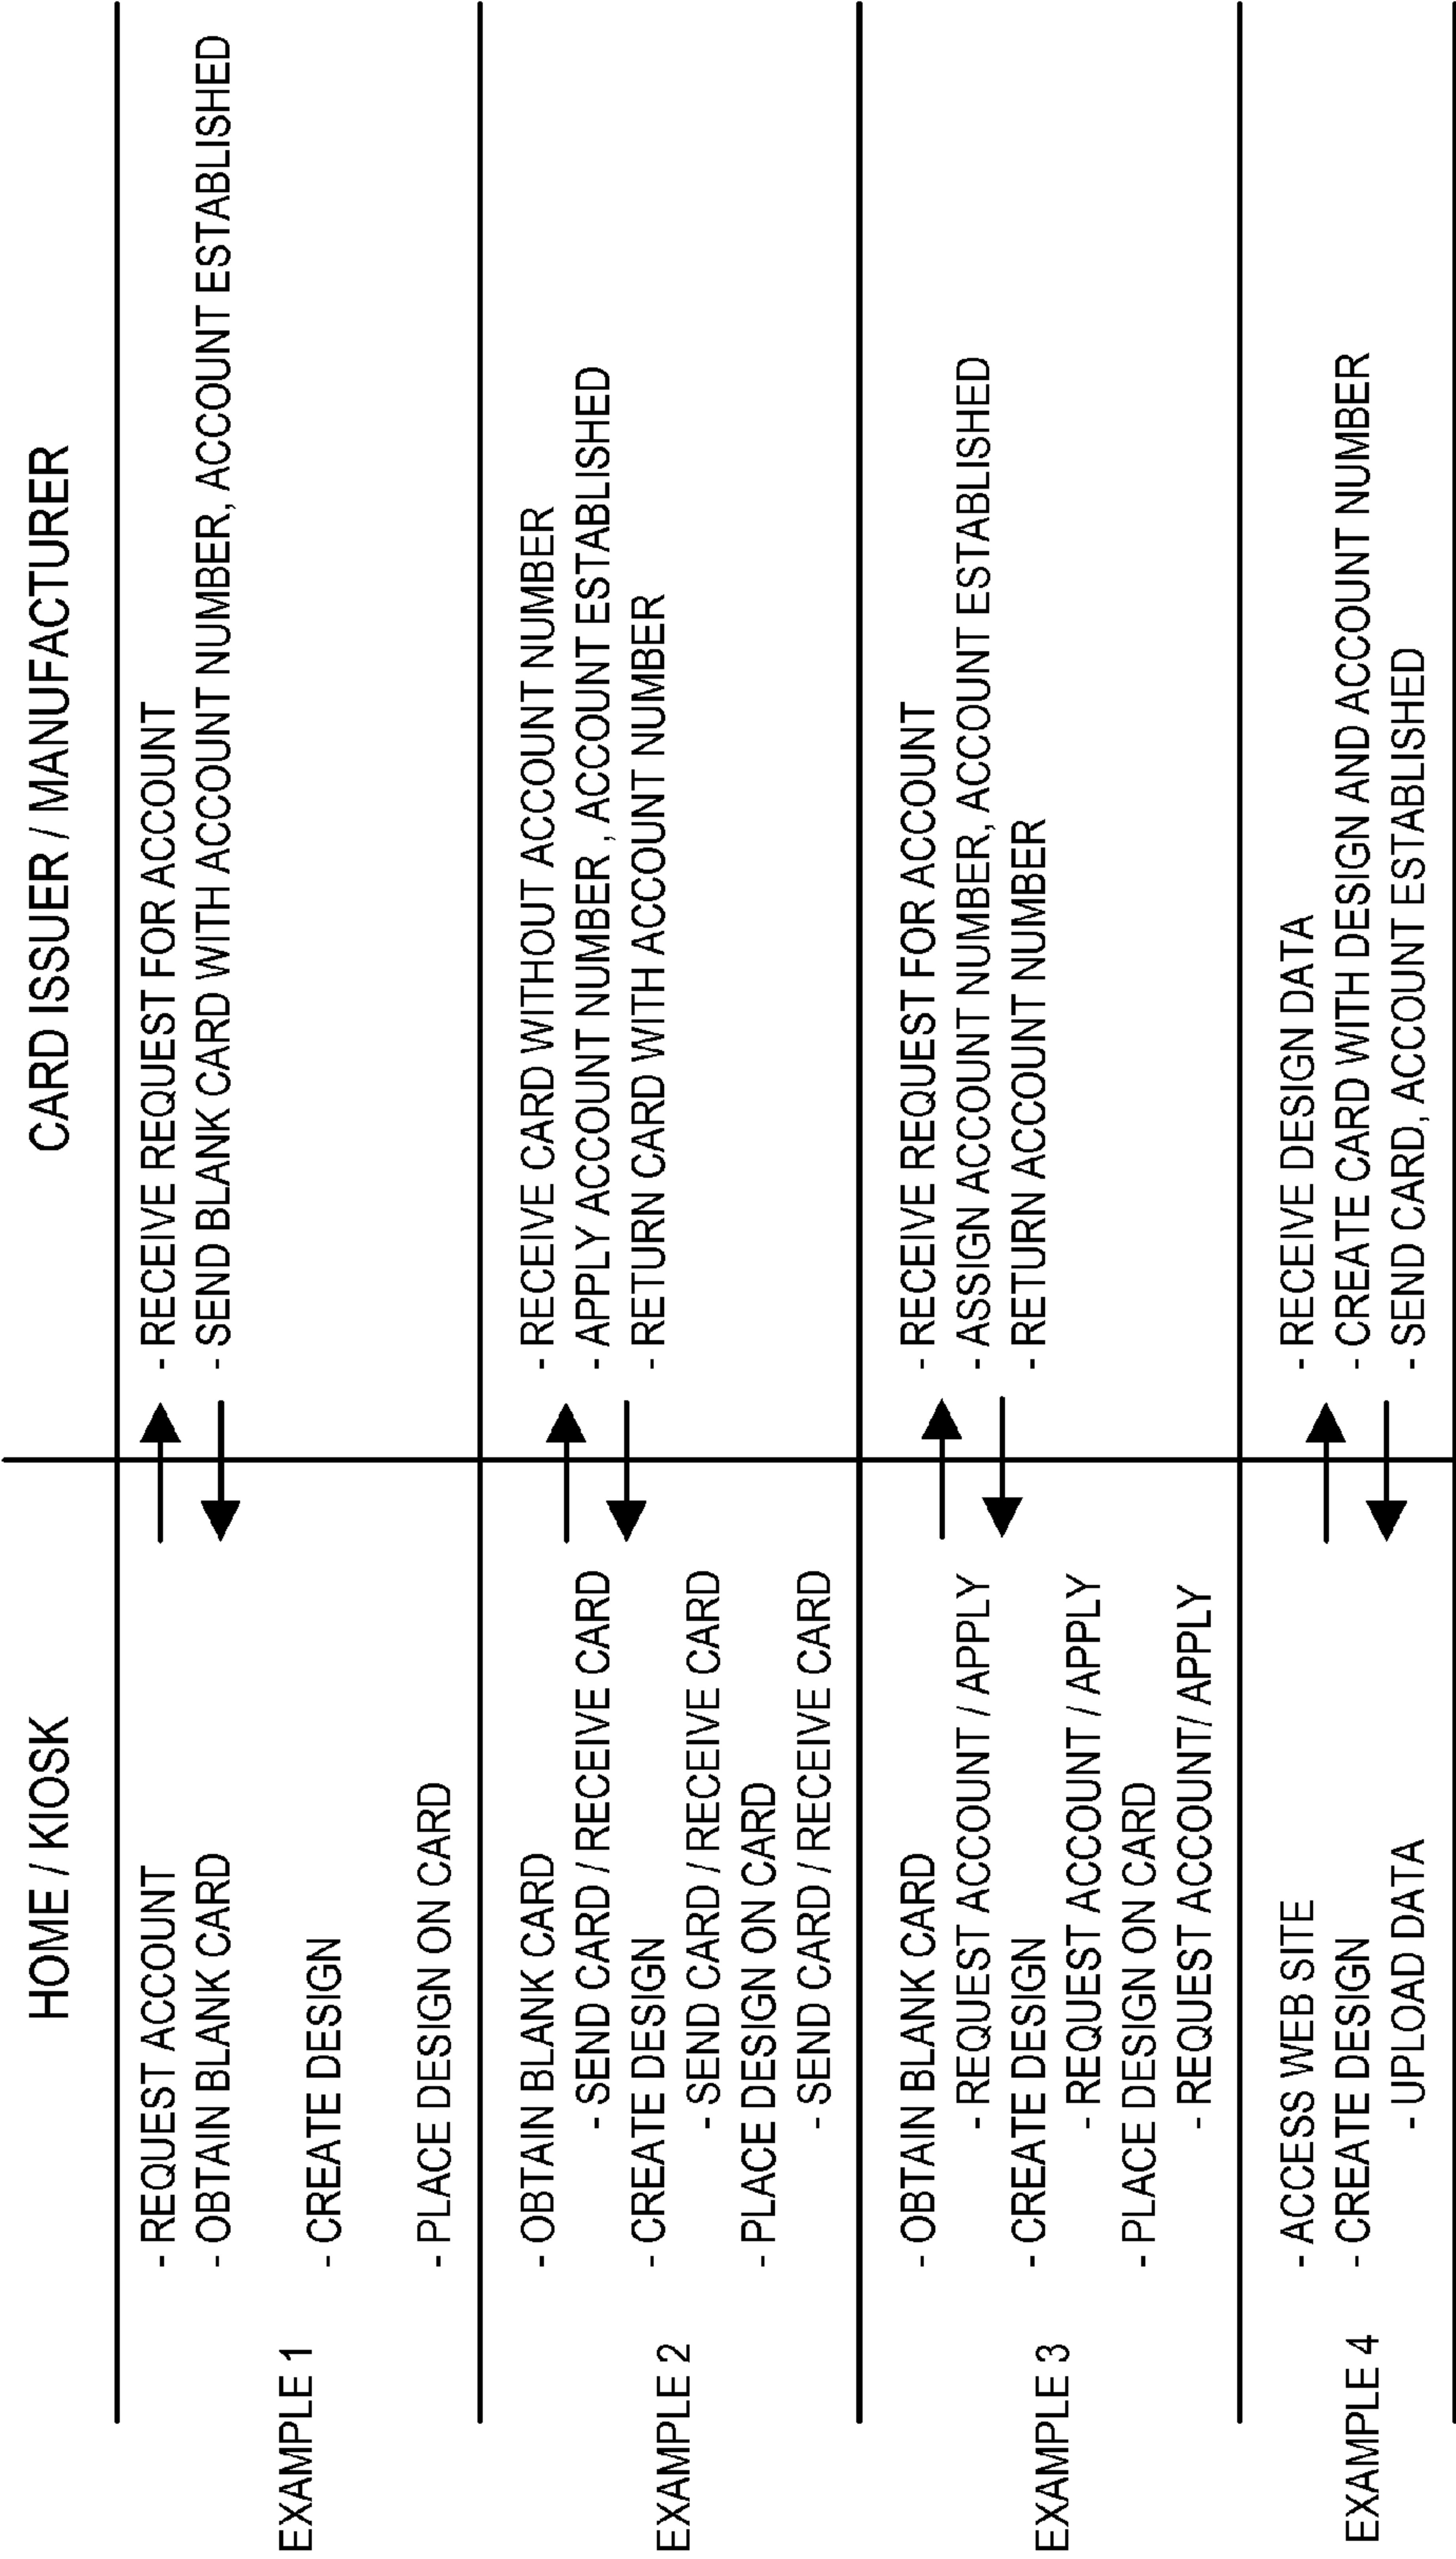 HOME / KIOSK
CARD ISSUER / MANUFACTURER
EXAMPLE 1
- REQUEST ACCOUNT
- OBTAIN BLANK CARD
- CREATE DESIGN
- PLACE DESIGN ON CARD
- RECEIVE REQUEST FOR ACCOUNT
- SEND BLANK CARD WITH ACCOUNT NUMBER, ACCOUNT ESTABLISHED
EXAMPLE 2
- OBTAIN BLANK CARD
- SEND CARD / RECEIVE CARD
- CREATE DESIGN
- SEND CARD / RECEIVE CARD
- PLACE DESIGN ON CARD
- SEND CARD / RECEIVE CARD
- RECEIVE CARD WITHOUT ACCOUNT NUMBER
- APPLY ACCOUNT NUMBER , ACCOUNT ESTABLISHED
- RETURN CARD WITH ACCOUNT NUMBER
EXAMPLE 3
- OBTAIN BLANK CARD
- REQUEST ACCOUNT / APPLY
- CREATE DESIGN
- REQUEST ACCOUNT / APPLY
- PLACE DESIGN ON CARD
- REQUEST ACCOUNT/ APPLY
- RECEIVE REQUEST FOR ACCOUNT
- ASSIGN ACCOUNT NUMBER, ACCOUNT ESTABLISHED
- RETURN ACCOUNT NUMBER
EXAMPLE 4
- ACCESS WEB SITE
- CREATE DESIGN
- UPLOAD DATA
- RECEIVE DESIGN DATA
- CREATE CARD WITH DESIGN AND ACCOUNT NUMBER
- SEND CARD, ACCOUNT ESTABLISHED